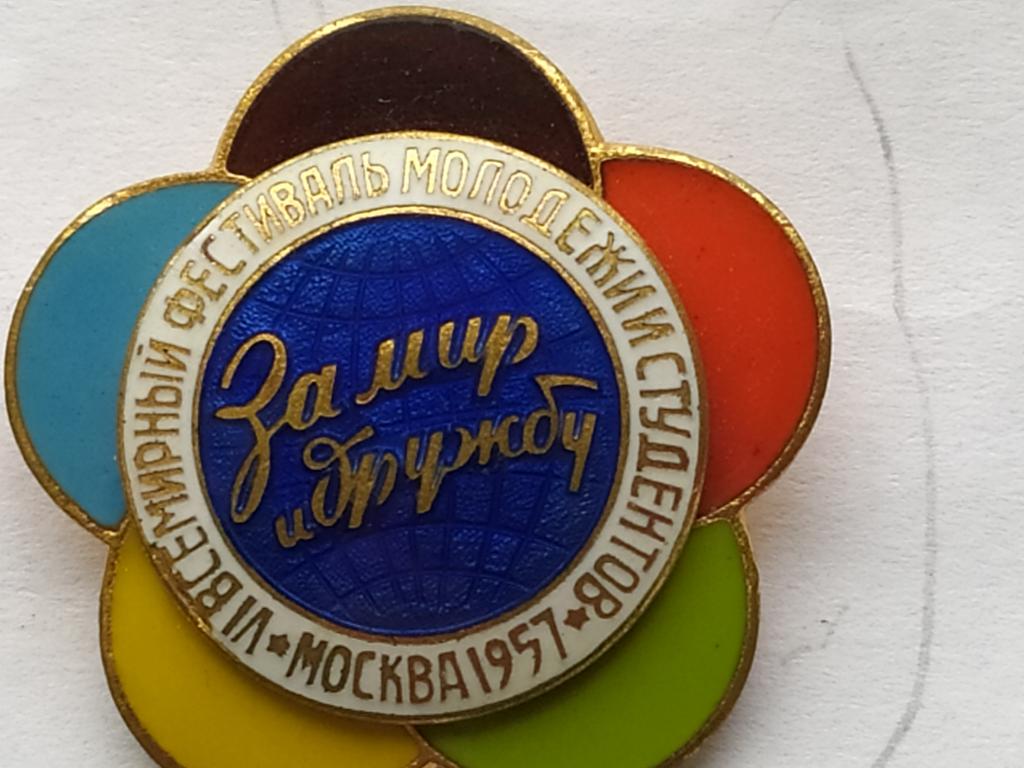 VI ВСЕМИРНЫЙ ФЕСТИВАЛЬ МОЛОДЕЖИ И СТУДЕНТОВ
МОСКВА 1957
За мир
и дружбу